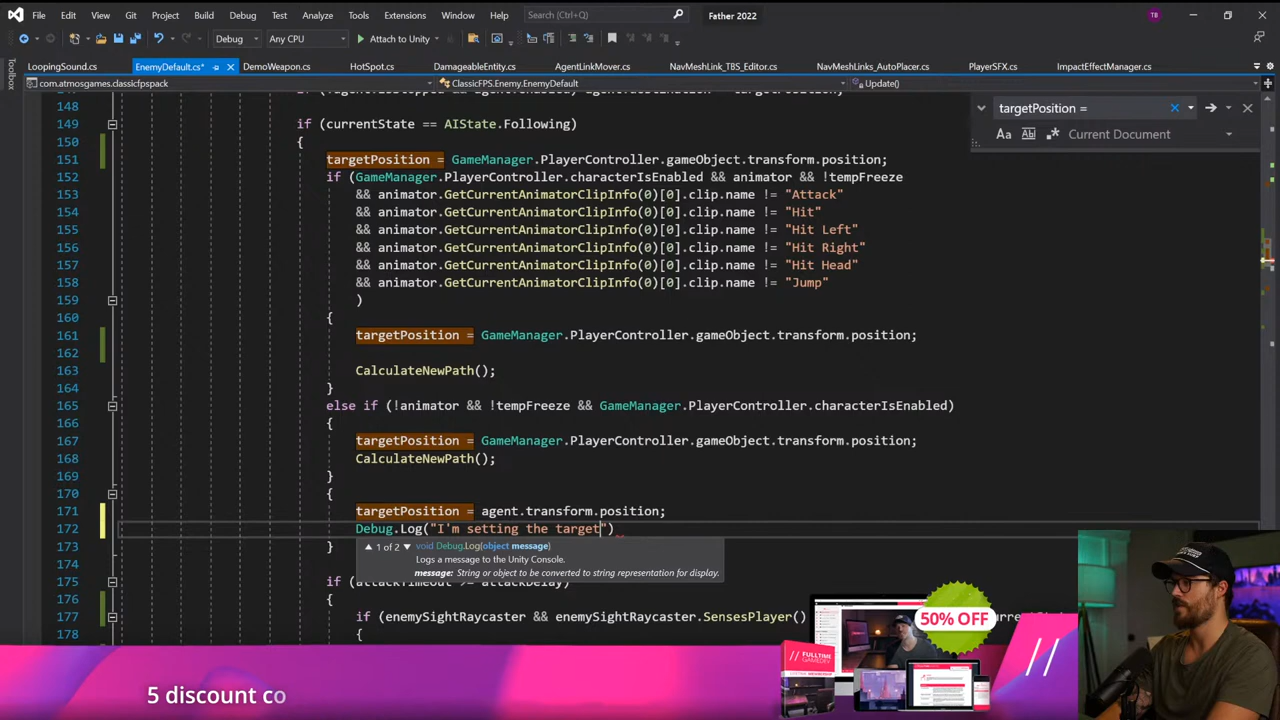 File Edit View Git Project Build Debug Test Analyze Tools Extensions Window Help Search (Ctrl+Q) Father 2022 TB
Debug Any CPU Attach to Unity
LoopingSound.cs EnemyDefault.cs* DemoWeapon.cs HotSpot.cs DamageableEntity.cs AgentLinkMover.cs NavMeshLink_TBS_Editor.cs NavMeshLinks_AutoPlacer.cs PlayerSFX.cs ImpactEffectManager.cs
Toolbox
com.atmosgames.classicfpspack ClassicFPS.Enemy.EnemyDefault Update()
targetPosition =
Aa Ab Current Document
148
149 if (currentState == AIState.Following)
150 {
151 targetPosition = GameManager.PlayerController.gameObject.transform.position;
152 if (GameManager.PlayerController.characterIsEnabled && animator && !tempFreeze
153 && animator.GetCurrentAnimatorClipInfo(0)[0].clip.name != "Attack"
154 && animator.GetCurrentAnimatorClipInfo(0)[0].clip.name != "Hit"
155 && animator.GetCurrentAnimatorClipInfo(0)[0].clip.name != "Hit Left"
156 && animator.GetCurrentAnimatorClipInfo(0)[0].clip.name != "Hit Right"
157 && animator.GetCurrentAnimatorClipInfo(0)[0].clip.name != "Hit Head"
158 && animator.GetCurrentAnimatorClipInfo(0)[0].clip.name != "Jump"
159 )
160 {
161 targetPosition = GameManager.PlayerController.gameObject.transform.position;
162
163 CalculateNewPath();
164 }
165 else if (!animator && !tempFreeze && GameManager.PlayerController.characterIsEnabled)
166 {
167 targetPosition = GameManager.PlayerController.gameObject.transform.position;
168 CalculateNewPath();
169 }
170 {
171 targetPosition = agent.transform.position;
172 Debug.Log("I'm setting the target")
173 }
1 of 2 void Debug.Log(object message)
Logs a message to the Unity Console.
message: String or object to be converted to string representation for display.
174
175 if (attackTimeOut >= attackDelay)
176 {
177 if (enemySightRaycaster && enemySightRaycaster.SensesPlayer()
178 {
50% OFF
// FULLTIME GAMEDEV
//
5 discount co